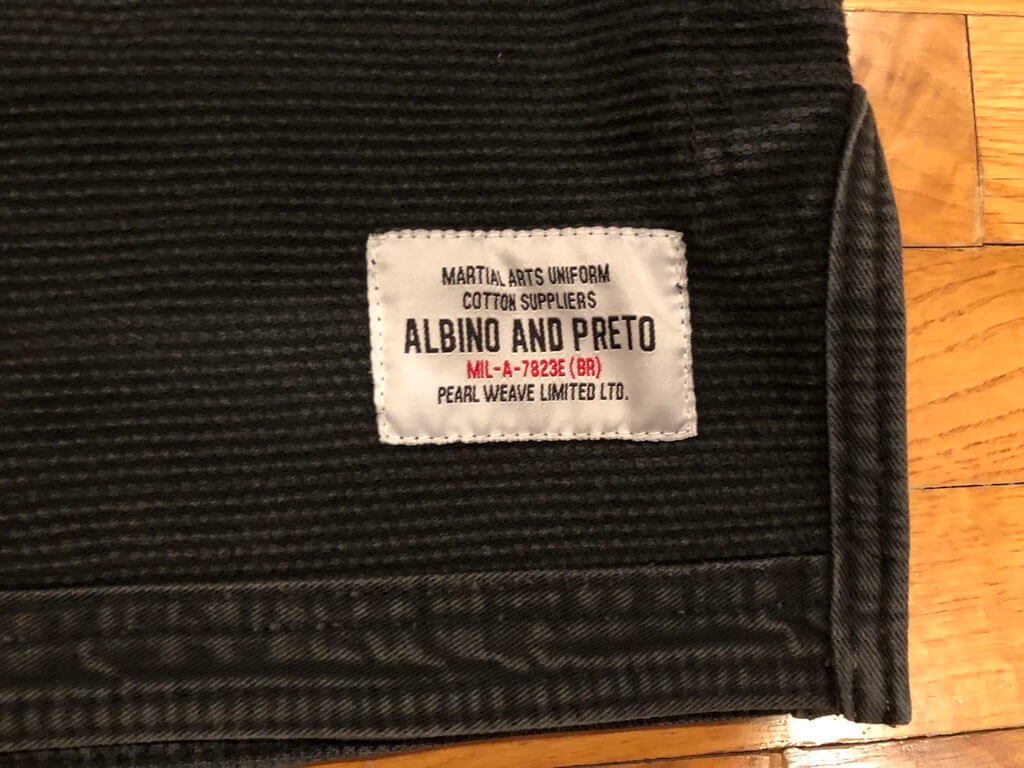 MARTIAL ARTS UNIFORM
COTTON SUPPLIERS
ALBINO AND PRETO
MIL-A-7823E (BR)
PEARL WEAVE LIMITED LTD.